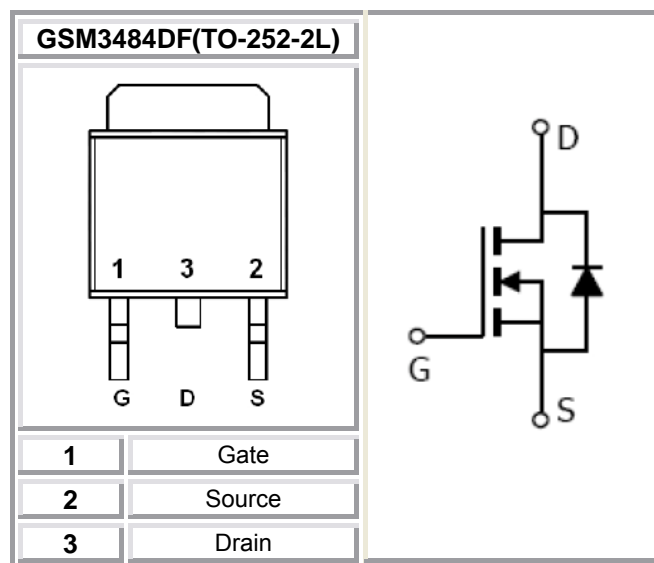 GSM3484DF(TO-252-2L)
1 3 2
G D S
1 Gate
2 Source
3 Drain
D
G
S